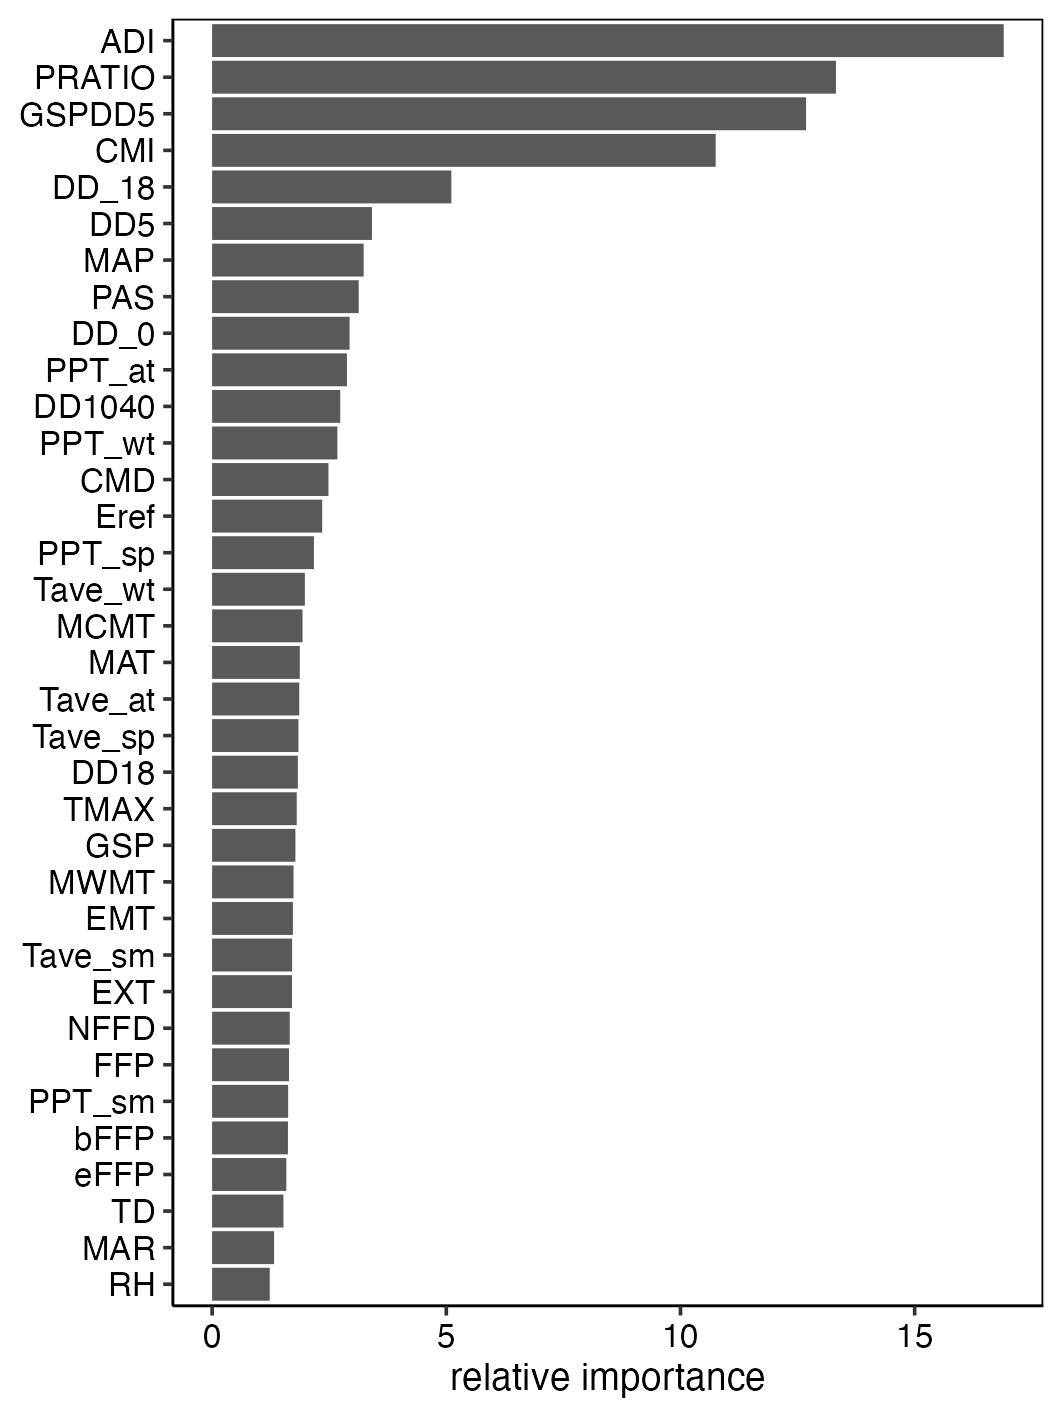 ADI
PRATIO
GSPDD5
CMI
DD_18
DD5
MAP
PAS
DD_0
PPT_at
DD1040
PPT_wt
CMD
Eref
PPT_sp
Tave_wt
MCMT
MAT
Tave_at
Tave_sp
DD18
TMAX
GSP
MWMT
EMT
Tave_sm
EXT
NFFD
FFP
PPT_sm
bFFP
eFFP
TD
MAR
RH
0 5 10 15
relative importance